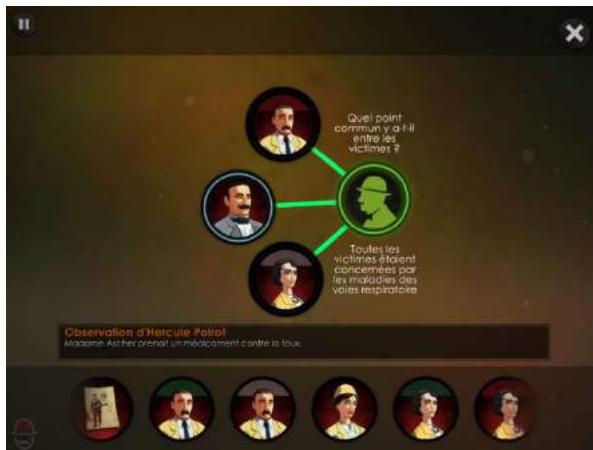 Quel point
commun y a-t-il
entre les
victimes ?
Toutes les
victimes étaient
concernées par
les maladies des
voies respiratoire
Observation d'Hercule Poirot
Madame Ascher prenait un médicament contre la toux.